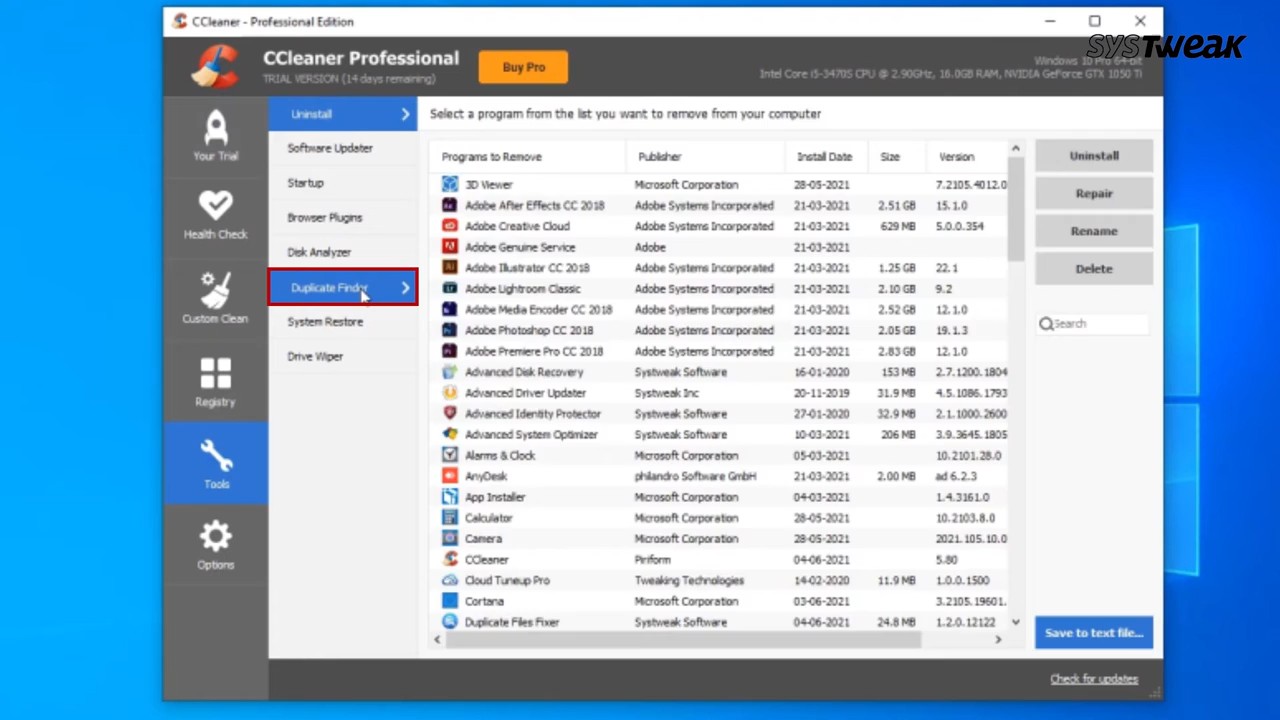 CCleaner - Professional Edition
SYSTWEAK
CCleaner Professional
TRIAL VERSION (14 days remaining)
Buy Pro
Windows 10 Pro 64-bit
Intel Core i5-3470S CPU @ 2.90GHz, 16.0GB RAM, NVIDIA GeForce GTX 1050 Ti
Your Trial
Health Check
Custom Clean
Registry
Tools
Options
Uninstall
Software Updater
Startup
Browser Plugins
Disk Analyzer
Duplicate Finder
System Restore
Drive Wiper
Select a program from the list you want to remove from your computer
Programs to Remove Publisher Install Date Size Version
3D Viewer Microsoft Corporation 28-05-2021 7.2105.4012.0
Adobe After Effects CC 2018 Adobe Systems Incorporated 21-03-2021 2.51 GB 15.1.0
Adobe Creative Cloud Adobe Systems Incorporated 21-03-2021 629 MB 5.0.0.354
Adobe Genuine Service Adobe 21-03-2021
Adobe Illustrator CC 2018 Adobe Systems Incorporated 21-03-2021 1.25 GB 22.1
Adobe Lightroom Classic Adobe Systems Incorporated 21-03-2021 2.10 GB 9.2
Adobe Media Encoder CC 2018 Adobe Systems Incorporated 21-03-2021 2.52 GB 12.1.0
Adobe Photoshop CC 2018 Adobe Systems Incorporated 21-03-2021 2.05 GB 19.1.3
Adobe Premiere Pro CC 2018 Adobe Systems Incorporated 21-03-2021 2.83 GB 12.1.0
Advanced Disk Recovery Systweak Software 16-01-2020 153 MB 2.7.1200.1804
Advanced Driver Updater Systweak Inc 20-11-2019 31.9 MB 4.5.1086.1793
Advanced Identity Protector Systweak Software 27-01-2020 32.9 MB 2.1.1000.2600
Advanced System Optimizer Systweak Software 10-03-2021 206 MB 3.9.3645.1805
Alarms & Clock Microsoft Corporation 05-03-2021 10.2101.28.0
AnyDesk philandro Software GmbH 21-03-2021 2.00 MB ad 6.2.3
App Installer Microsoft Corporation 04-03-2021 1.4.3161.0
Calculator Microsoft Corporation 28-05-2021 10.2103.8.0
Camera Microsoft Corporation 28-05-2021 2021.105.10.0
CCleaner Piriform 04-06-2021 5.80
Cloud Tuneup Pro Tweaking Technologies 14-02-2020 11.9 MB 1.0.0.1500
Cortana Microsoft Corporation 03-06-2021 3.2105.19601.
Duplicate Files Fixer Systweak Software 04-06-2021 24.8 MB 1.2.0.12122
Uninstall
Repair
Rename
Delete
Search
Save to text file...
Check for updates